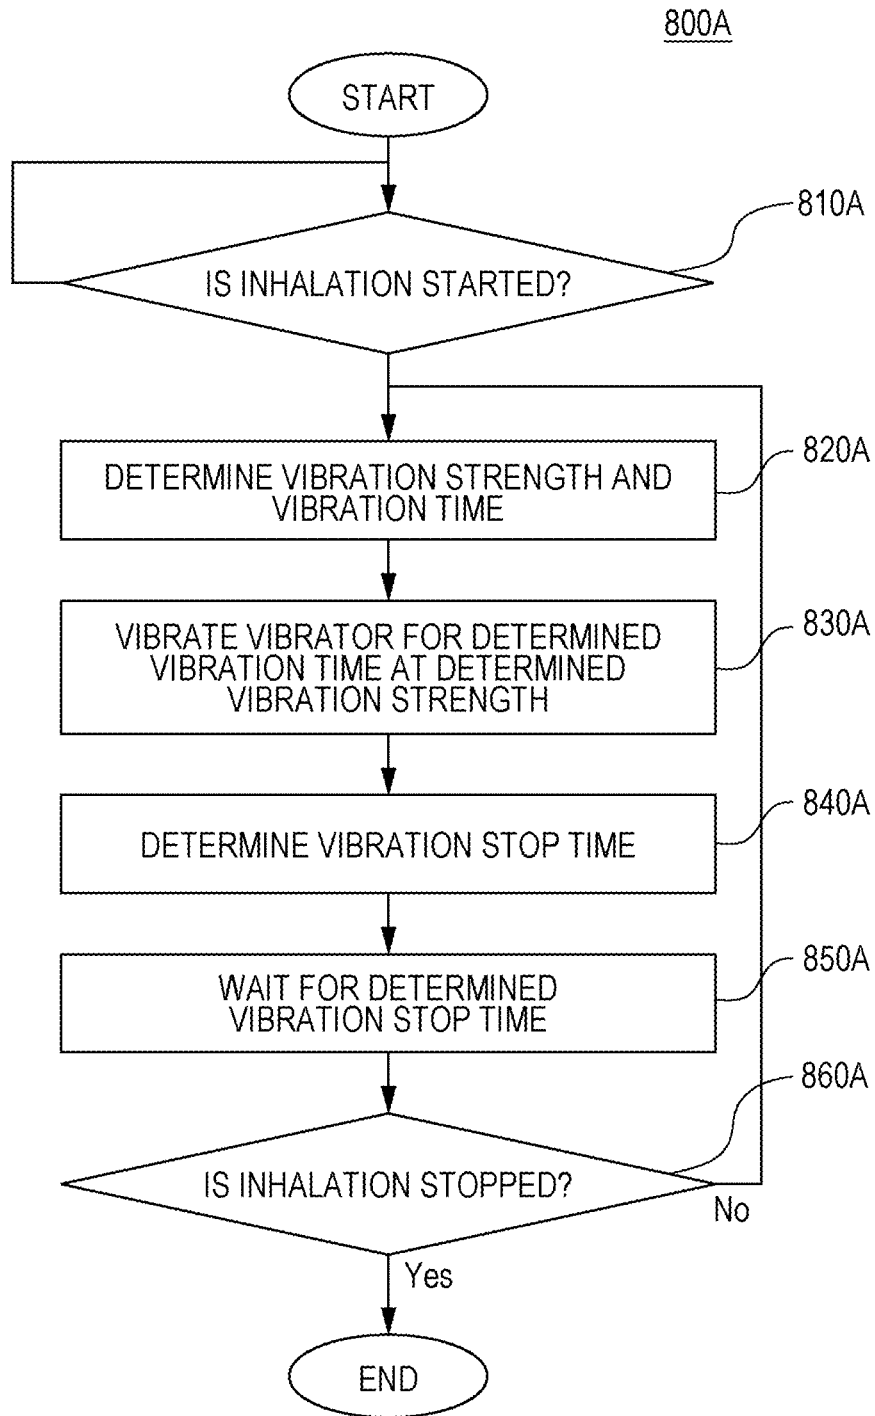 800A
START
810A
IS INHALATION STARTED?
820A
DETERMINE VIBRATION STRENGTH AND
VIBRATION TIME
830A
VIBRATE VIBRATOR FOR DETERMINED
VIBRATION TIME AT DETERMINED
VIBRATION STRENGTH
840A
DETERMINE VIBRATION STOP TIME
850A
WAIT FOR DETERMINED
VIBRATION STOP TIME
860A
IS INHALATION STOPPED?
No
Yes
END